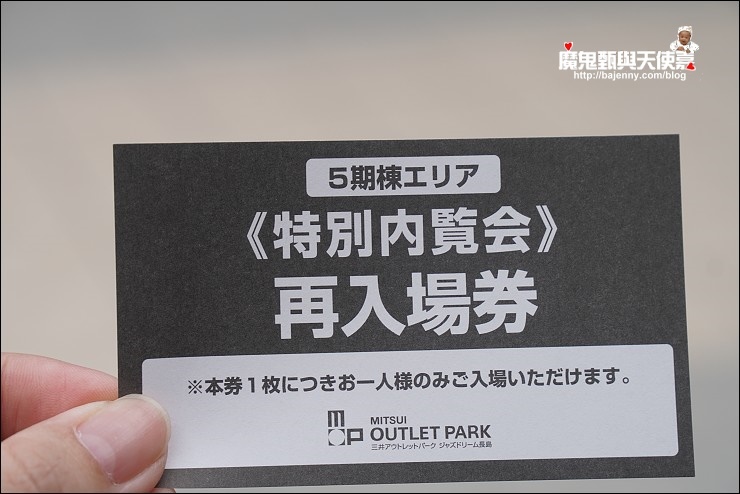 魔鬼甄與天使嘉
http://bajenny.com/blog
5期棟エリア
《特別内覧会》
再入場券
※本券1枚につきお一人様のみご入場いただけます。
mop
MITSUI
OUTLET PARK
三井アウトレットパーク ジャズドリーム長島